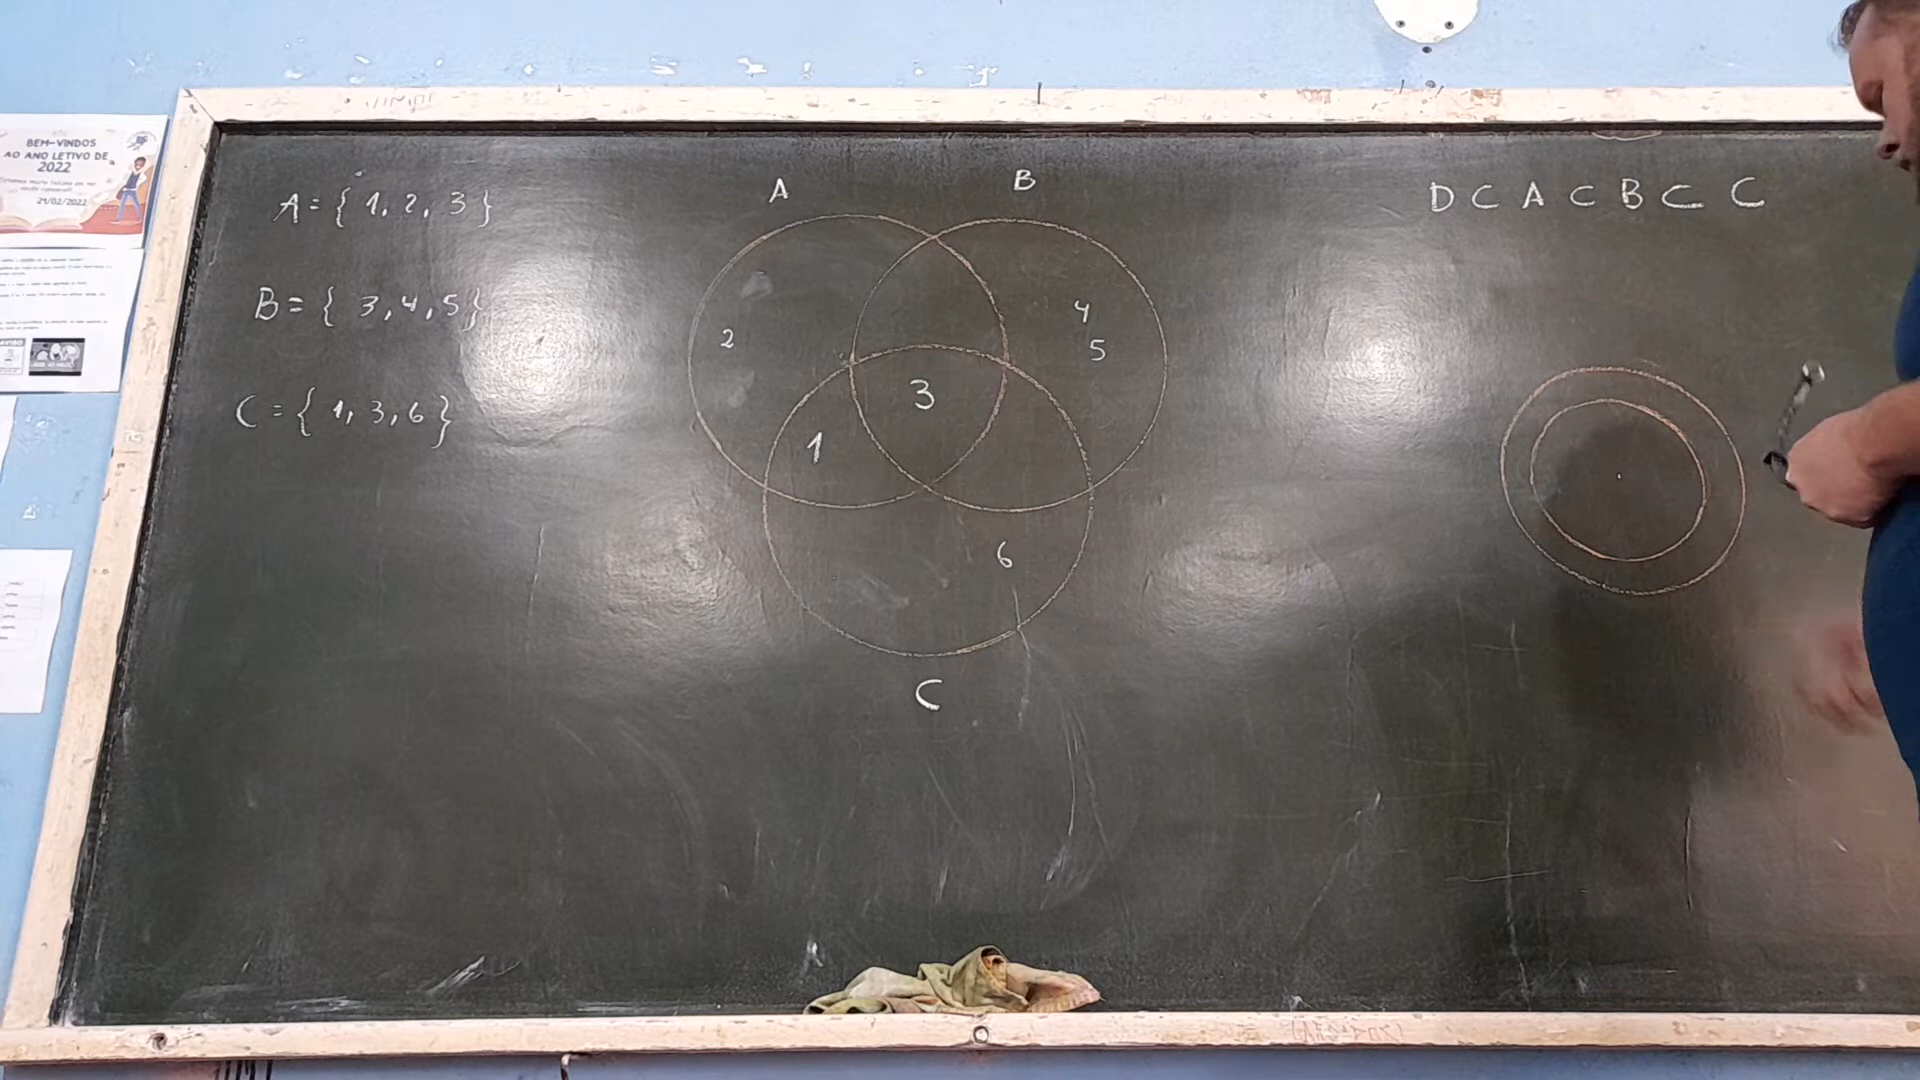 BEM-VINDOS
AO ANO LETIVO DE
2022
21/02/2022
AVISO
A = { 1, 2, 3 }
B = { 3, 4, 5 }
C = { 1, 3, 6 }
A
B
2
4
5
3
1
6
C
D ⊂ A ⊂ B ⊂ C